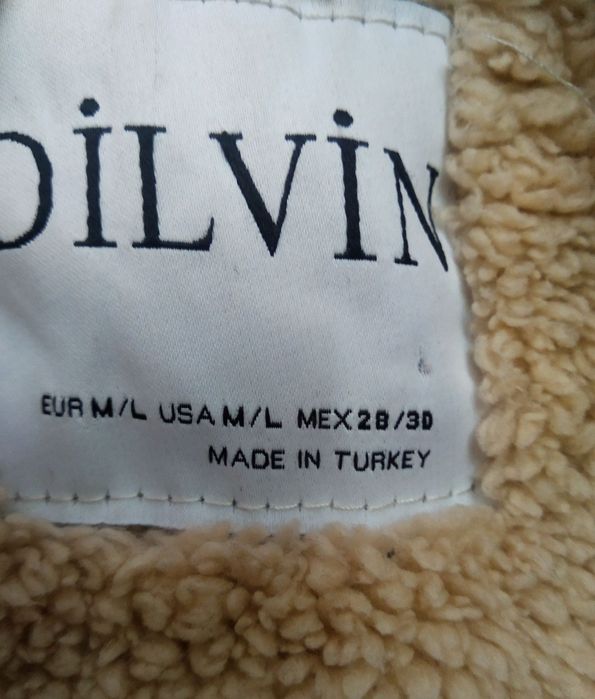 DİLVİN
EUR M/L USA M/L MEX 28/30
MADE IN TURKEY